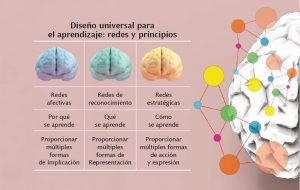 Diseño universal para
el aprendizaje: redes y principios
Redes
afectivas
Redes
de reconocimiento
Redes
estratégicas
Por qué
se aprende
Qué
se aprende
Cómo
se aprende
Proporcionar
múltiples
formas
de Implicación
Proporcionar
múltiples
formas de
Representación
Proporcionar
múltiples formas
de acción
y expresión